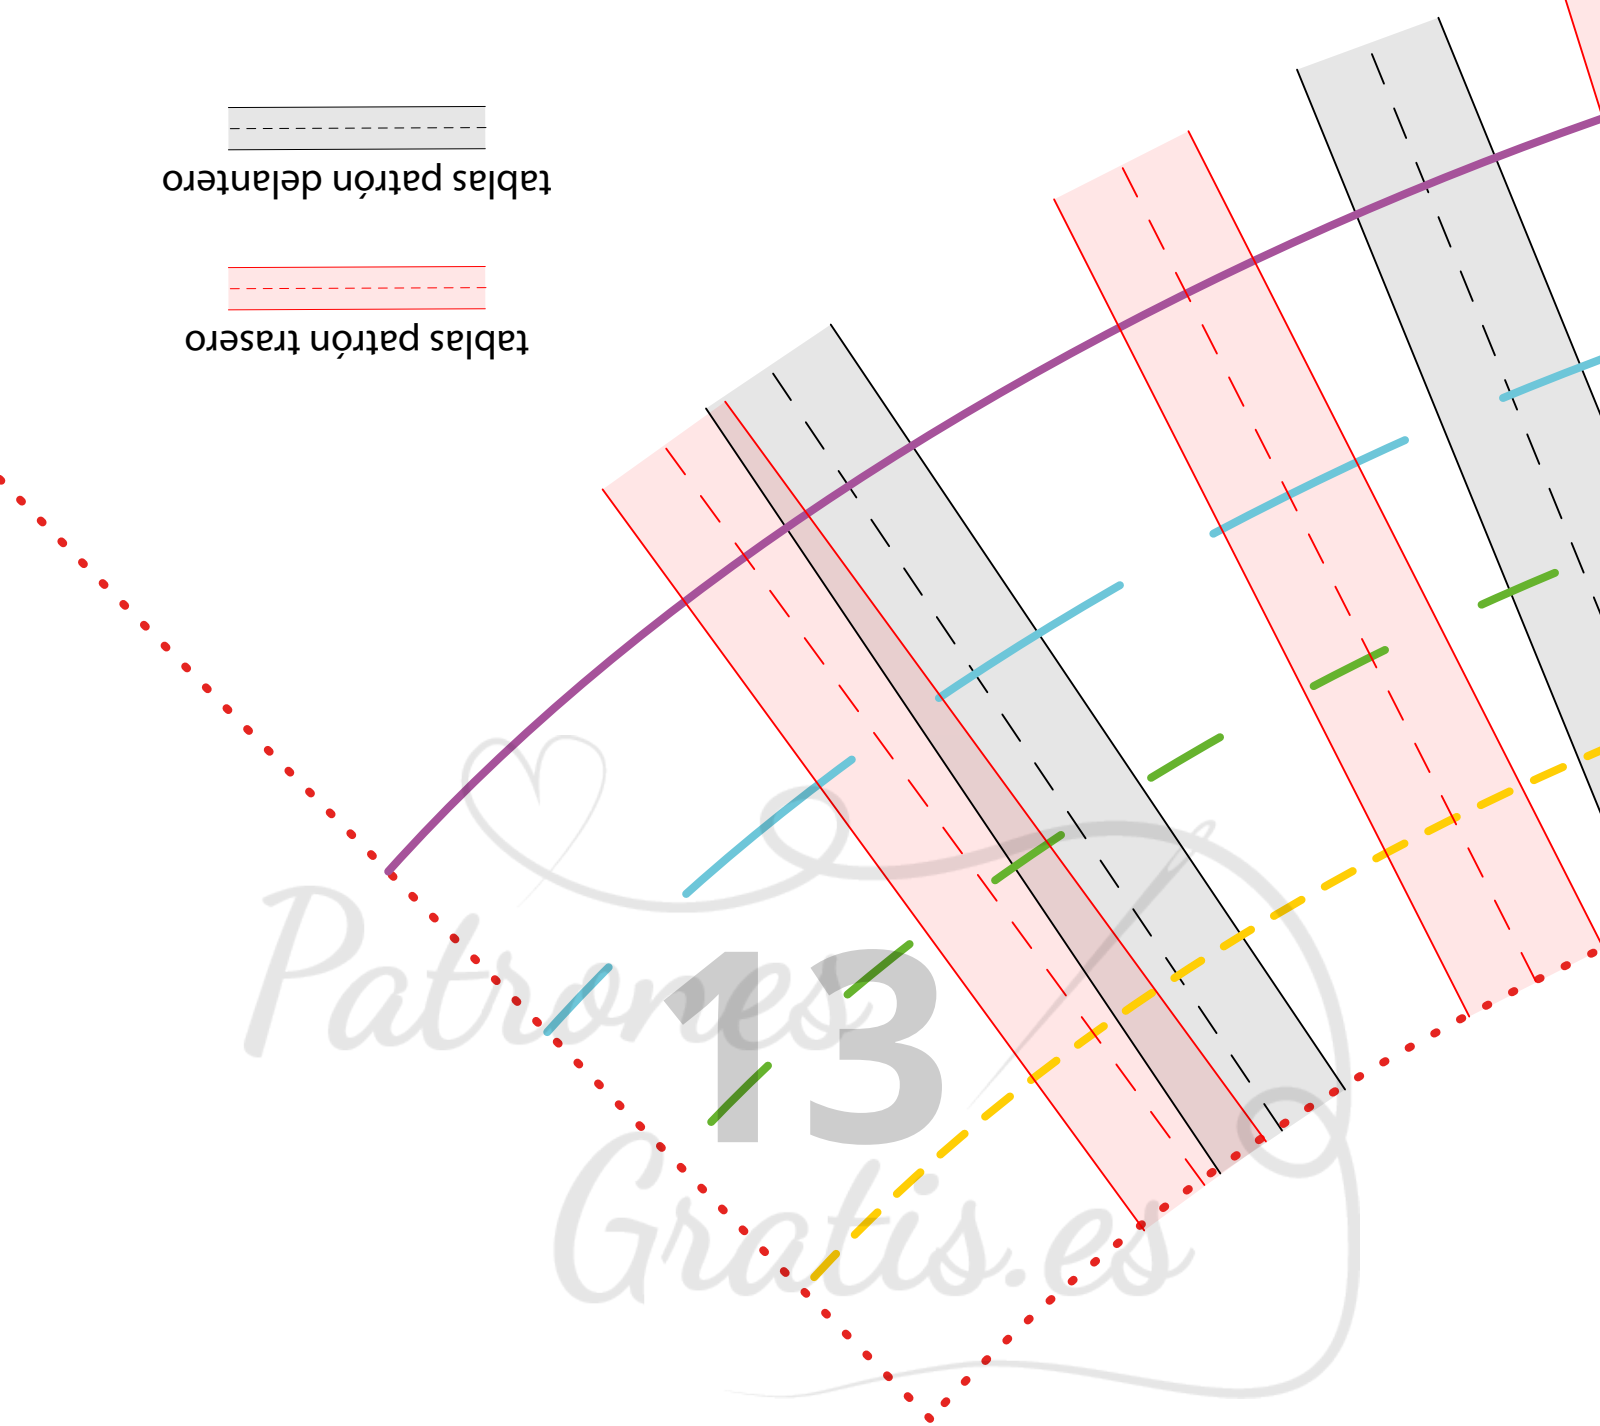 tablas patrón delantero
tablas patrón trasero
Patrones
13
Gratis.es